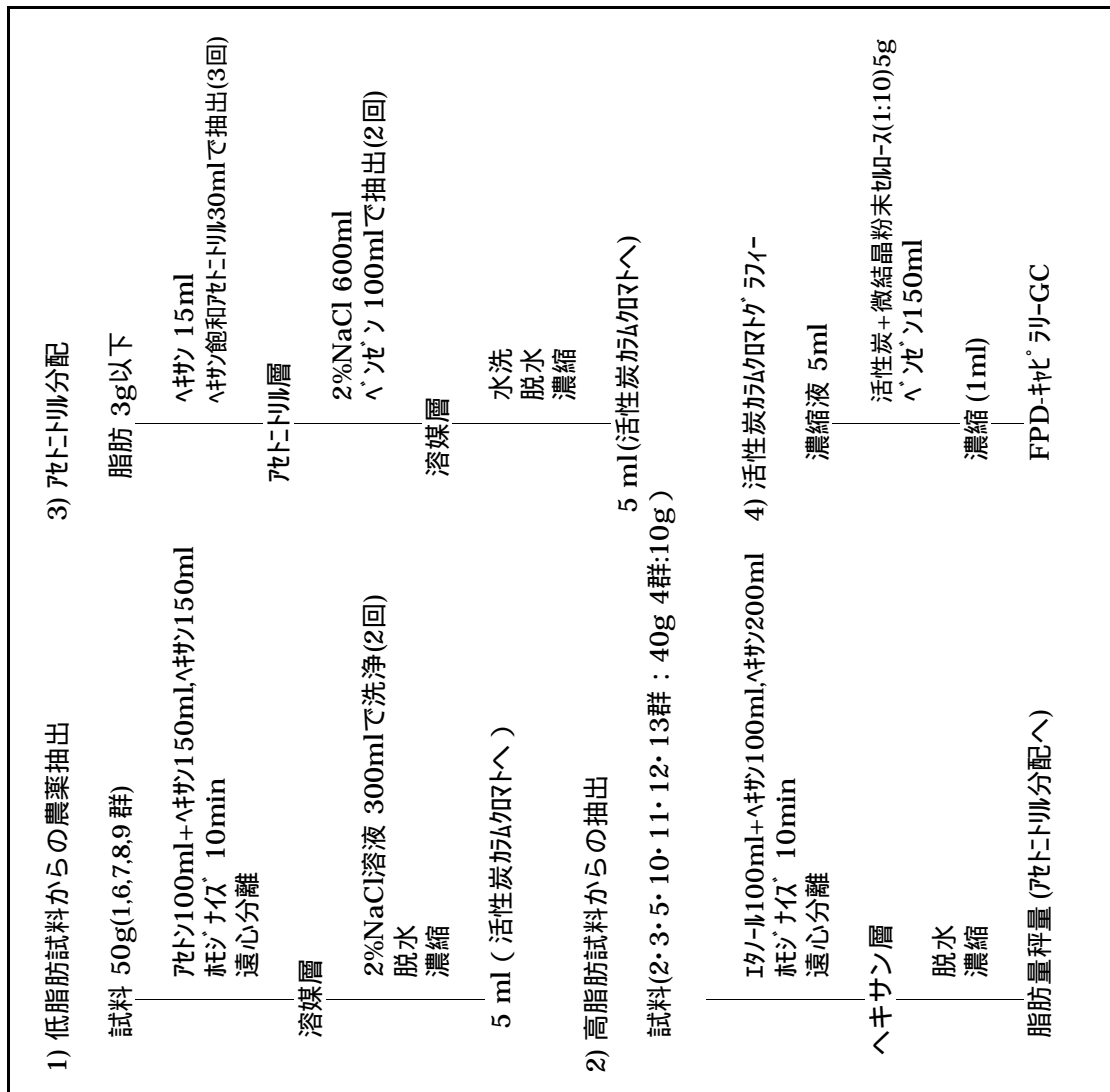 1) 低脂肪試料からの農薬抽出
試料 50g(1,6,7,8,9 群)
ｱｾﾄﾝ100ml+ﾍｷｻﾝ150ml,ﾍｷｻﾝ150ml
ﾎﾓｼﾞﾅｲｽﾞ 10min
遠心分離
溶媒層
2%NaCl溶液 300mlで洗浄(2回)
脱水
濃縮
5 ml ( 活性炭ｶﾗﾑｸﾛﾏﾄへ )
2) 高脂肪試料からの抽出
試料(2･3･5･10･11･12･13群 : 40g 4群:10g )
ｴﾀﾉｰﾙ100ml+ﾍｷｻﾝ100ml,ﾍｷｻﾝ200ml
ﾎﾓｼﾞﾅｲｽﾞ 10min
遠心分離
ヘキサン層
脱水
濃縮
脂肪量秤量 (ｱｾﾄﾆﾄﾘﾙ分配へ)
3) ｱｾﾄﾆﾄﾘﾙ分配
脂肪 3g以下
ﾍｷｻﾝ 15ml
ﾍｷｻﾝ飽和ｱｾﾄﾆﾄﾘﾙ30mlで抽出(3回)
ｱｾﾄﾆﾄﾘﾙ層
2%NaCl 600ml
ﾍﾞﾝｾﾞﾝ 100mlで抽出(2回)
溶媒層
水洗
脱水
濃縮
5 ml(活性炭ｶﾗﾑｸﾛﾏﾄへ)
4) 活性炭ｶﾗﾑｸﾛﾏﾄｸﾞﾗﾌｨｰ
濃縮液 5ml
活性炭+微結晶粉末ｾﾙﾛｰｽ(1:10)5g
ﾍﾞﾝｾﾞﾝ150ml
濃縮 (1ml)
FPD-ｷｬﾋﾟﾗﾘｰGC